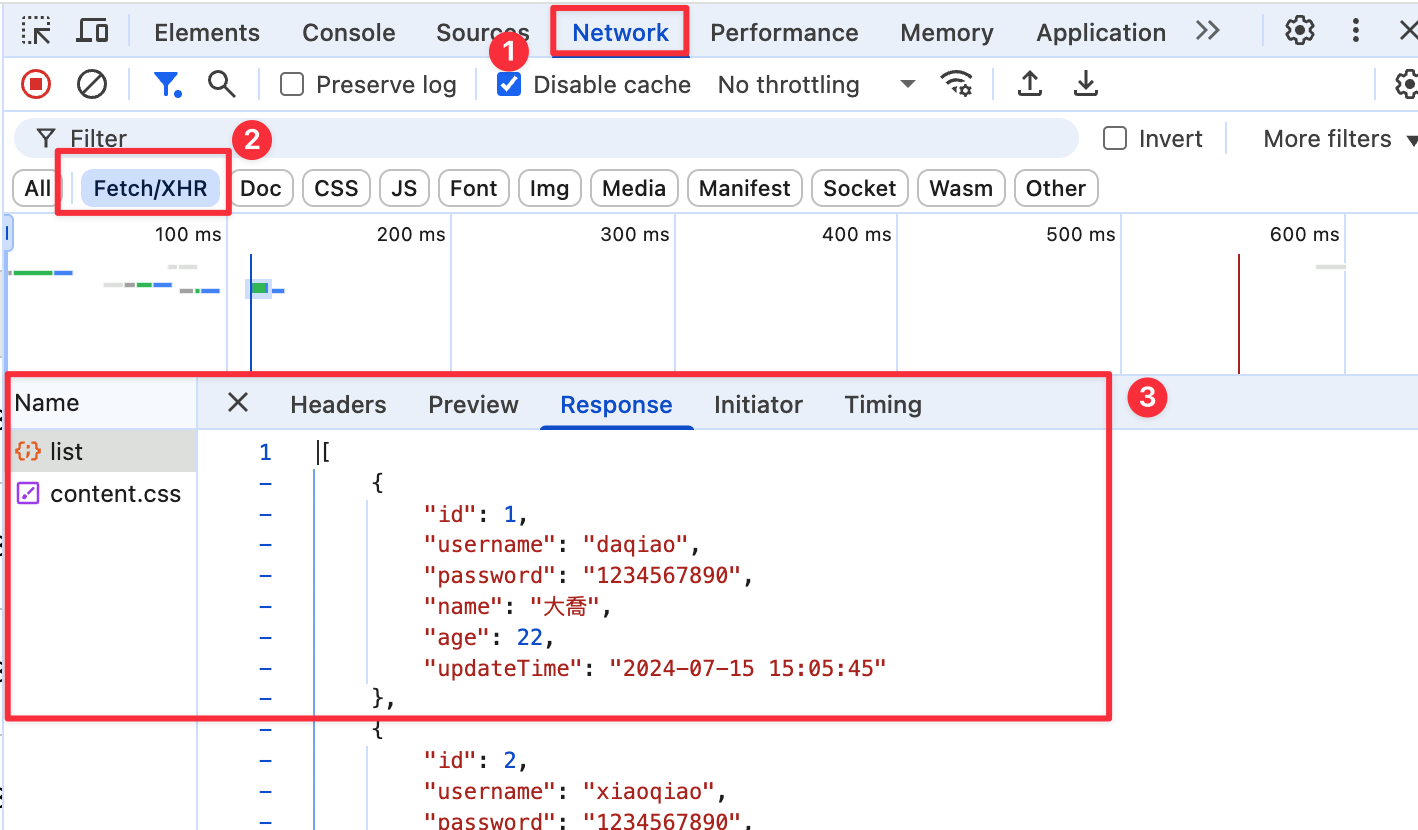 Elements Console Sources Network Performance Memory Application
1
Preserve log Disable cache No throttling
Filter 2 Invert More filters
All Fetch/XHR Doc CSS JS Font Img Media Manifest Socket Wasm Other
100 ms 200 ms 300 ms 400 ms 500 ms 600 ms
Name Headers Preview Response Initiator Timing 3
list 1 [
content.css – {
– "id": 1,
– "username": "daqiao",
– "password": "1234567890",
– "name": "大喬",
– "age": 22,
– "updateTime": "2024-07-15 15:05:45"
– },
– {
– "id": 2,
– "username": "xiaoqiao",
– "password": "1234567890",